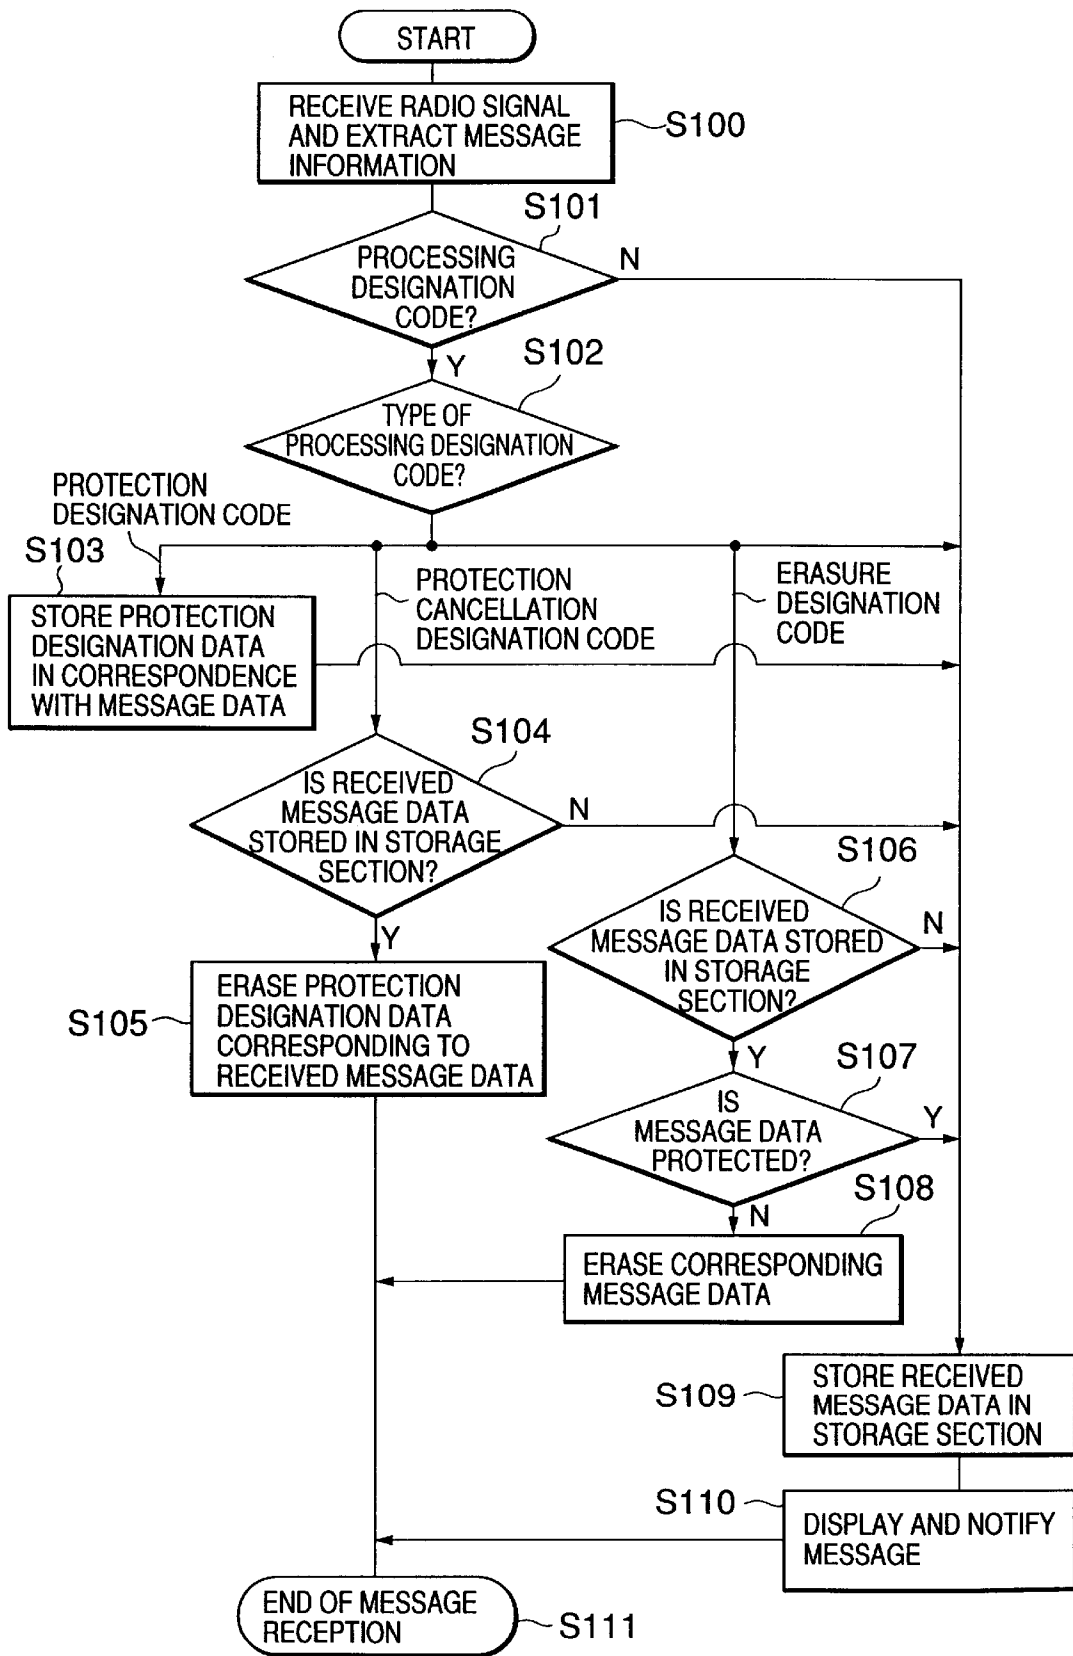 START
RECEIVE RADIO SIGNAL
AND EXTRACT MESSAGE
INFORMATION
S100
S101
PROCESSING
DESIGNATION
CODE?
N
Y
S102
TYPE OF
PROCESSING DESIGNATION
CODE?
PROTECTION
DESIGNATION CODE
S103
STORE PROTECTION
DESIGNATION DATA
IN CORRESPONDENCE
WITH MESSAGE DATA
PROTECTION
CANCELLATION
DESIGNATION CODE
ERASURE
DESIGNATION
CODE
S104
IS RECEIVED
MESSAGE DATA
STORED IN STORAGE
SECTION?
N
Y
S105
ERASE PROTECTION
DESIGNATION DATA
CORRESPONDING TO
RECEIVED MESSAGE DATA
S106
IS RECEIVED
MESSAGE DATA STORED
IN STORAGE
SECTION?
N
Y
S107
IS
MESSAGE DATA
PROTECTED?
Y
N
S108
ERASE CORRESPONDING
MESSAGE DATA
S109
STORE RECEIVED
MESSAGE DATA IN
STORAGE SECTION
S110
DISPLAY AND NOTIFY
MESSAGE
END OF MESSAGE
RECEPTION
S111